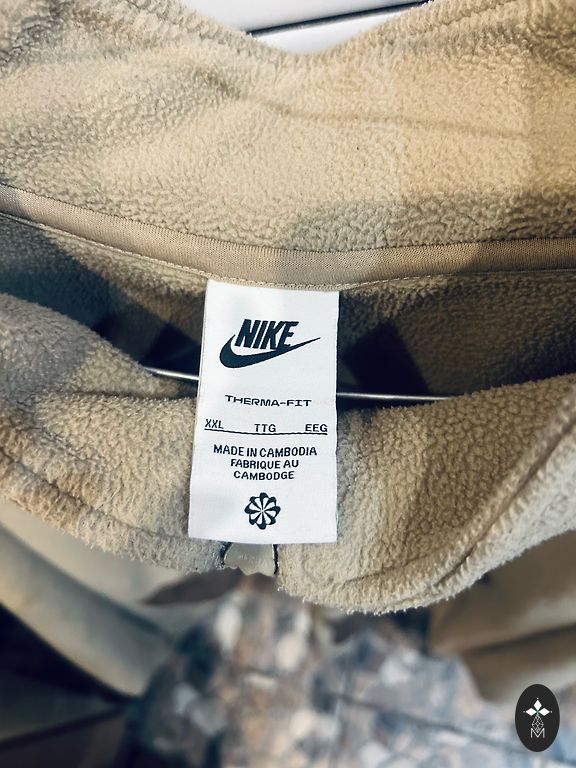 NIKE
THERMA-FIT
XXL TTG EEG
MADE IN CAMBODIA
FABRIQUE AU
CAMBODGE
M